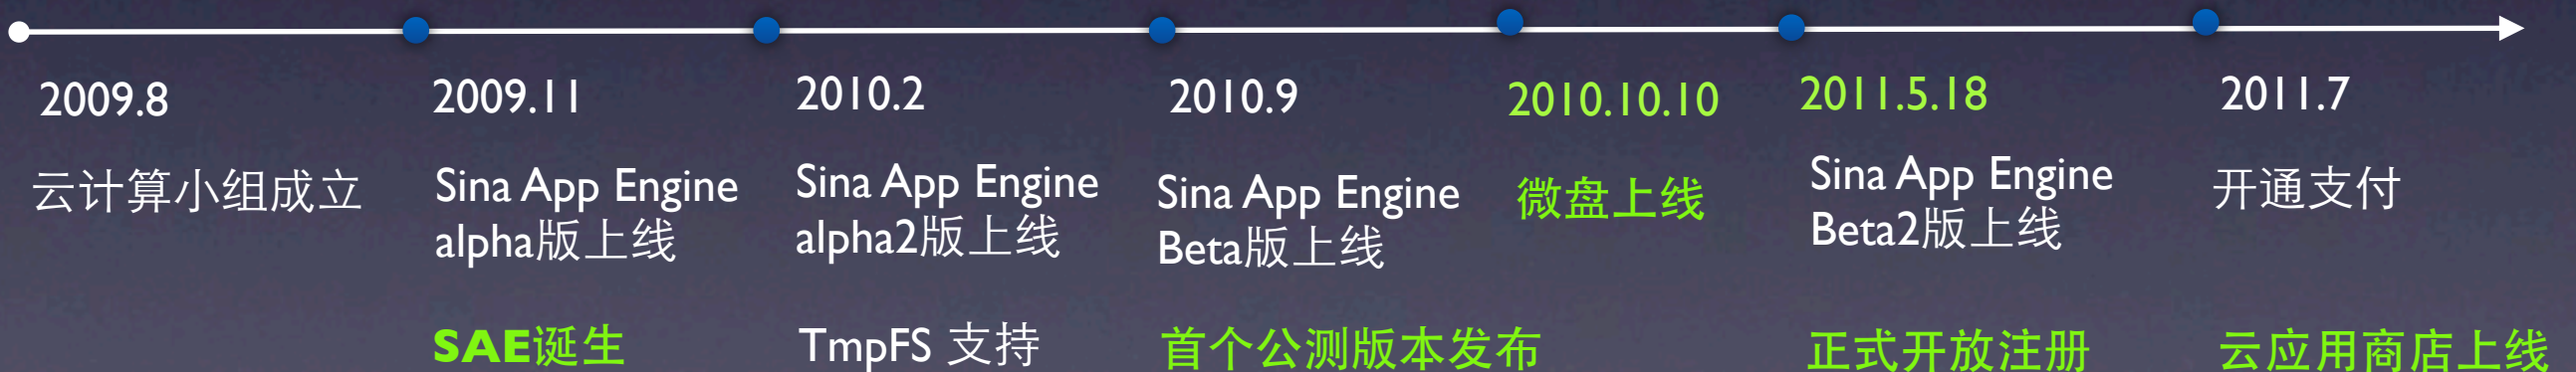 2009.8
云计算小组成立
2009.11
Sina App Engine
alpha版上线
SAE诞生
2010.2
Sina App Engine
alpha2版上线
TmpFS 支持
2010.9
Sina App Engine
Beta版上线
首个公测版本发布
2010.10.10
微盘上线
2011.5.18
Sina App Engine
Beta2版上线
正式开放注册
2011.7
开通支付
云应用商店上线